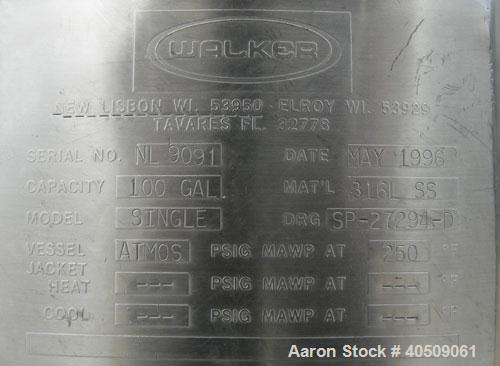 WALKER
NEW LISBON WI. 53950 - ELROY WI. 53929
TAVARES FL. 32778
SERIAL NO. NL 9091 DATE MAY 1996
CAPACITY 100 GAL. MAT'L 316L SS
MODEL SINGLE DRG SP-27294-D
VESSEL ATMOS PSIG MAWP AT 250 °F
JACKET
HEAT --- PSIG MAWP AT --- °F
COOL --- PSIG MAWP AT --- °F
Aaron Stock # 40509061